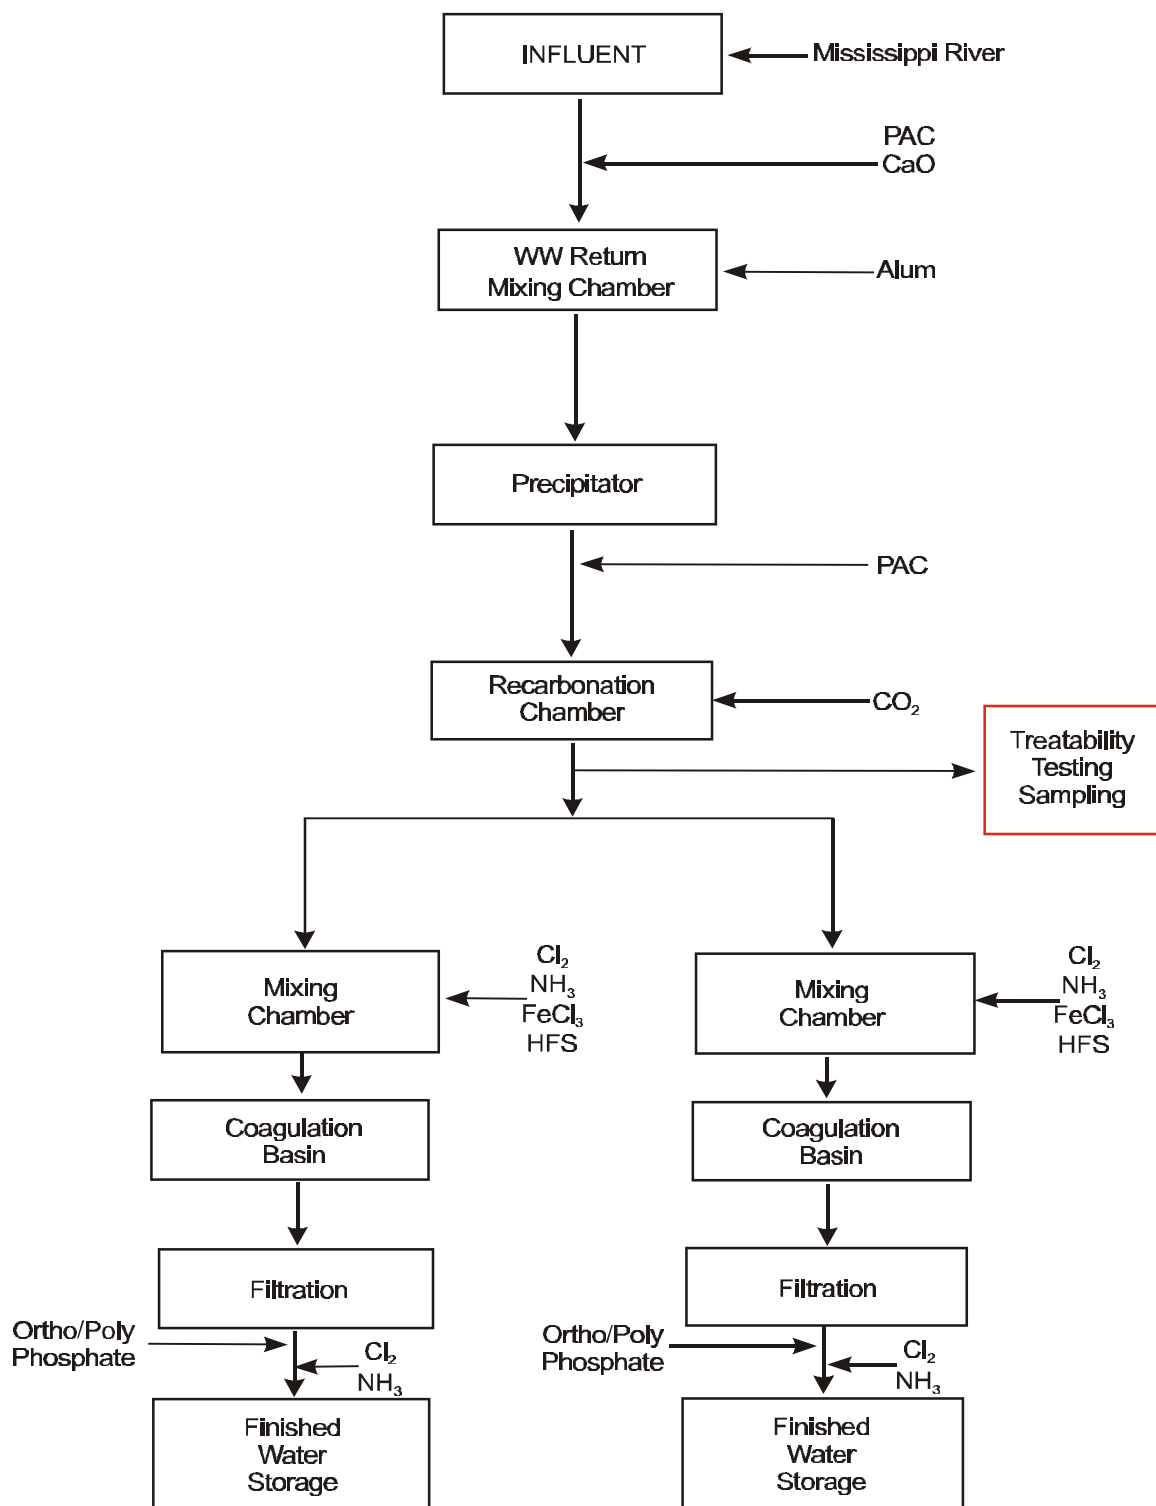 INFLUENT
Mississippi River
PAC
CaO
WW Return
Mixing Chamber
Alum
Precipitator
PAC
Recarbonation
Chamber
CO₂
Treatability
Testing
Sampling
Mixing
Chamber
Cl₂
NH₃
FeCl₃
HFS
Mixing
Chamber
Cl₂
NH₃
FeCl₃
HFS
Coagulation
Basin
Coagulation
Basin
Filtration
Filtration
Ortho/Poly
Phosphate
Cl₂
NH₃
Ortho/Poly
Phosphate
Cl₂
NH₃
Finished
Water
Storage
Finished
Water
Storage